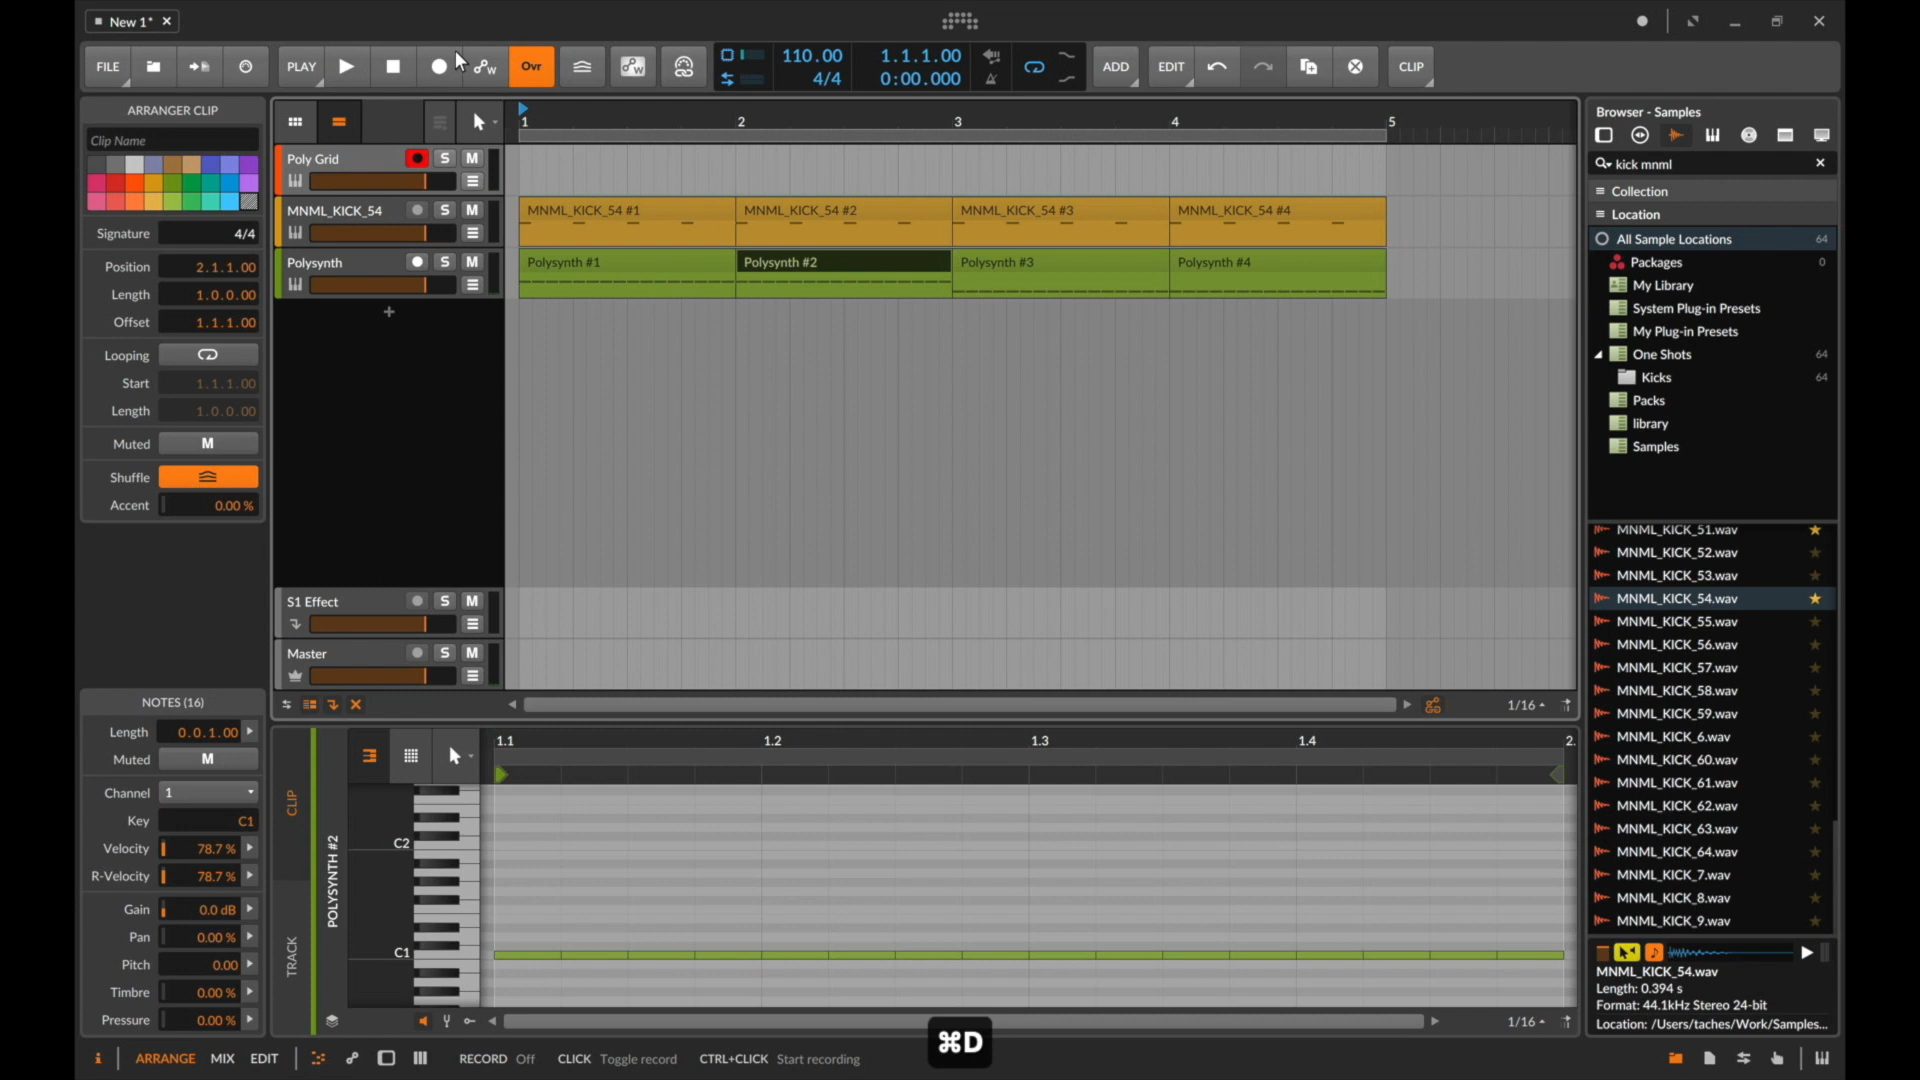 New 1*
FILE
PLAY
Ovr
110.00
4/4
1.1.1.00
0:00.000
ADD
EDIT
CLIP
ARRANGER CLIP
Clip Name
Signature 4/4
Position 2.1.1.00
Length 1.0.0.00
Offset 1.1.1.00
Looping
Start 1.1.1.00
Length 1.0.0.00
Muted M
Shuffle
Accent 0.00 %
NOTES (16)
Length 0.0.1.00
Muted M
Channel 1
Key C1
Velocity 78.7 %
R-Velocity 78.7 %
Gain 0.0 dB
Pan 0.00 %
Pitch 0.00
Timbre 0.00 %
Pressure 0.00 %
1 2 3 4 5
Poly Grid S M
MNML_KICK_54 S M
MNML_KICK_54 #1 MNML_KICK_54 #2 MNML_KICK_54 #3 MNML_KICK_54 #4
Polysynth S M
Polysynth #1 Polysynth #2 Polysynth #3 Polysynth #4
+
S1 Effect S M
Master S M
1/16
CLIP
TRACK
POLYSYNTH #2
1.1 1.2 1.3 1.4 2.
C2
C1
1/16
Browser - Samples
kick mnml
Collection
Location
All Sample Locations 64
Packages 0
My Library
System Plug-in Presets
My Plug-in Presets
One Shots 64
Kicks 64
Packs
library
Samples
MNML_KICK_51.wav
MNML_KICK_52.wav
MNML_KICK_53.wav
MNML_KICK_54.wav
MNML_KICK_55.wav
MNML_KICK_56.wav
MNML_KICK_57.wav
MNML_KICK_58.wav
MNML_KICK_59.wav
MNML_KICK_6.wav
MNML_KICK_60.wav
MNML_KICK_61.wav
MNML_KICK_62.wav
MNML_KICK_63.wav
MNML_KICK_64.wav
MNML_KICK_7.wav
MNML_KICK_8.wav
MNML_KICK_9.wav
MNML_KICK_54.wav
Length: 0.394 s
Format: 44.1kHz Stereo 24-bit
Location: /Users/taches/Work/Samples...
ARRANGE MIX EDIT
RECORD Off CLICK Toggle record CTRL+CLICK Start recording
⌘D